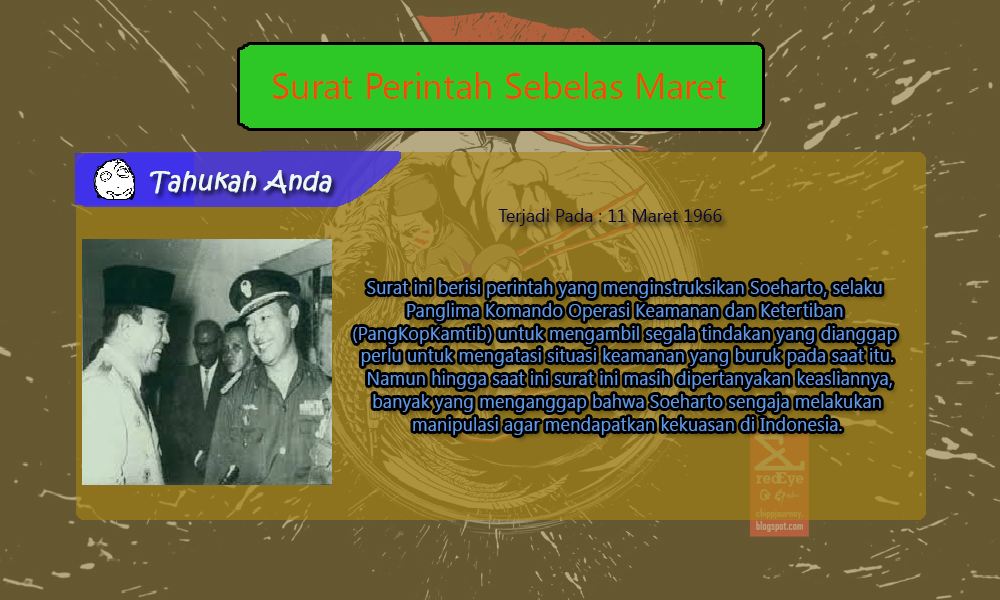 Surat Perintah Sebelas Maret
Tahukah Anda
Terjadi Pada : 11 Maret 1966
Surat ini berisi perintah yang menginstruksikan Soeharto, selaku
Panglima Komando Operasi Keamanan dan Ketertiban
(PangKopKamtib) untuk mengambil segala tindakan yang dianggap
perlu untuk mengatasi situasi keamanan yang buruk pada saat itu.
Namun hingga saat ini surat ini masih dipertanyakan keasliannya,
banyak yang menganggap bahwa Soeharto sengaja melakukan
manipulasi agar mendapatkan kekuasan di Indonesia.
redEye
chippjourney.
blogspot.com